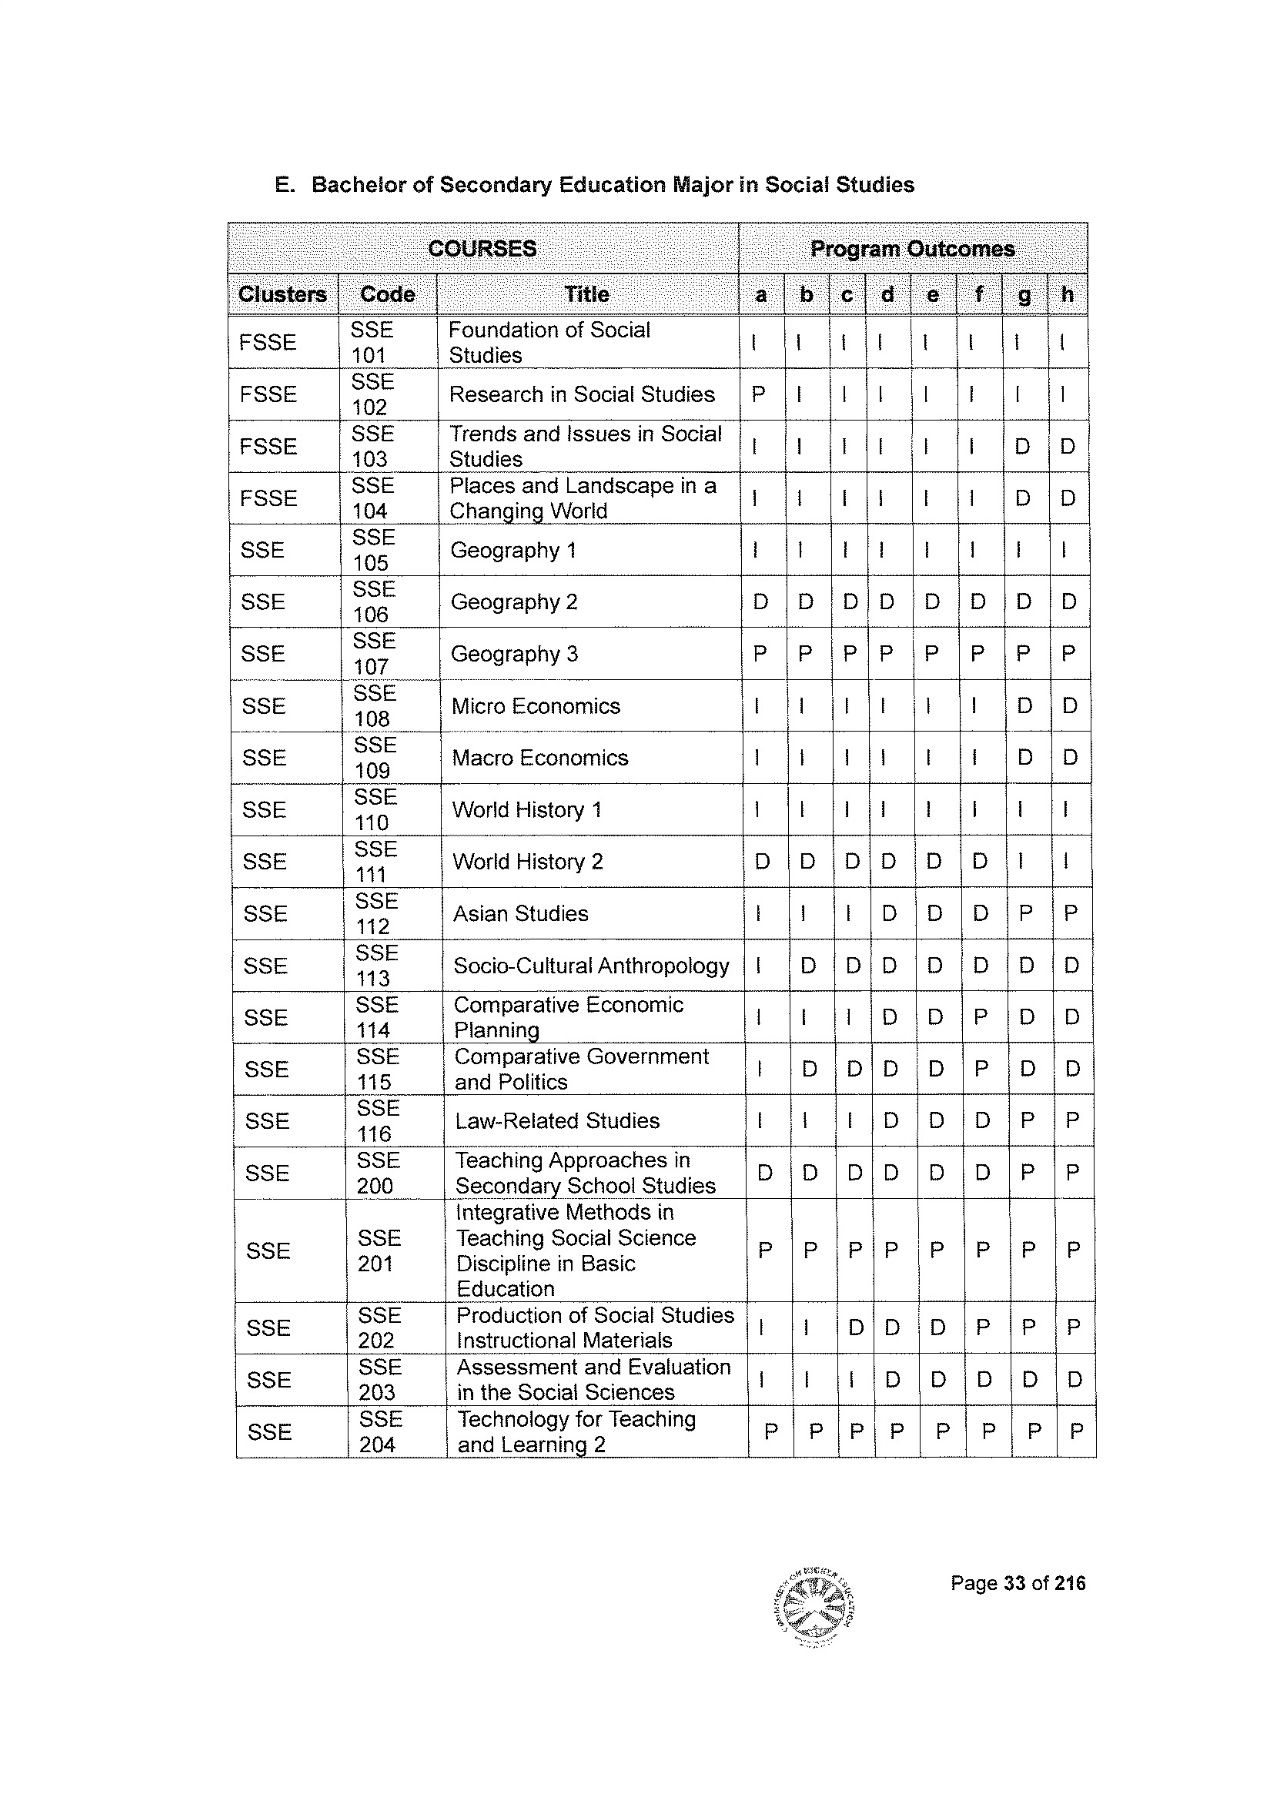 E. Bachelor of Secondary Education Major in Social Studies
COURSES Program Outcomes
Clusters Code Title a b c d e f g h
FSSE SSE 101 Foundation of Social Studies I I I I I I I I
FSSE SSE 102 Research in Social Studies P I I I I I I I
FSSE SSE 103 Trends and Issues in Social Studies I I I I I I D D
FSSE SSE 104 Places and Landscape in a Changing World I I I I I I D D
SSE SSE 105 Geography 1 I I I I I I I I
SSE SSE 106 Geography 2 D D D D D D D D
SSE SSE 107 Geography 3 P P P P P P P P
SSE SSE 108 Micro Economics I I I I I I D D
SSE SSE 109 Macro Economics I I I I I I D D
SSE SSE 110 World History 1 I I I I I I I I
SSE SSE 111 World History 2 D D D D D D I I
SSE SSE 112 Asian Studies I I I D D D P P
SSE SSE 113 Socio-Cultural Anthropology I D D D D D D D
SSE SSE 114 Comparative Economic Planning I I I D D P D D
SSE SSE 115 Comparative Government and Politics I D D D D P D D
SSE SSE 116 Law-Related Studies I I I D D D P P
SSE SSE 200 Teaching Approaches in Secondary School Studies D D D D D D P P
SSE SSE 201 Integrative Methods in Teaching Social Science Discipline in Basic Education P P P P P P P P
SSE SSE 202 Production of Social Studies Instructional Materials I I D D D P P P
SSE SSE 203 Assessment and Evaluation in the Social Sciences I I I D D D D D
SSE SSE 204 Technology for Teaching and Learning 2 P P P P P P P P
COMMISSION ON HIGHER EDUCATION
Page 33 of 216